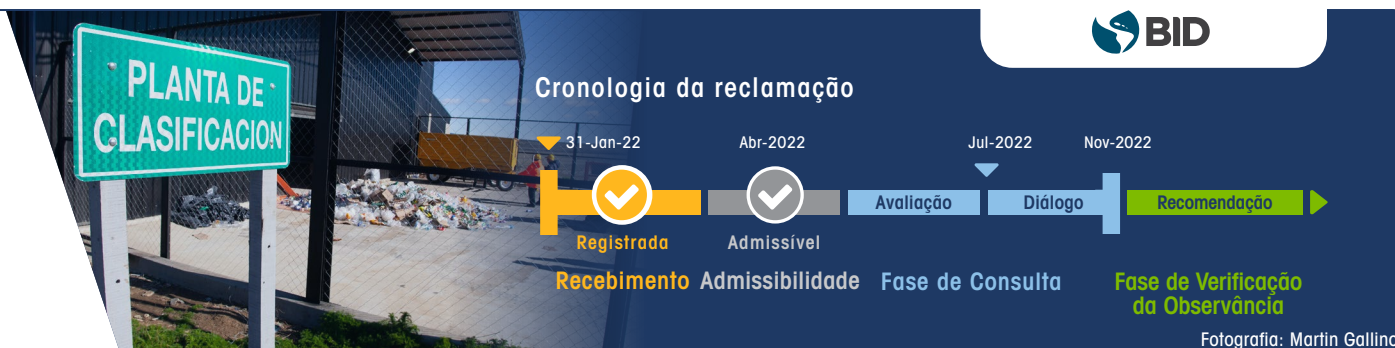 PLANTA DE
CLASIFICACION
BID
Cronologia da reclamação
31-Jan-22
Abr-2022
Jul-2022
Nov-2022
Avaliação
Diálogo
Recomendação
Registrada
Admissível
Recebimento
Admissibilidade
Fase de Consulta
Fase de Verificação
da Observância
Fotografia: Martin Gallino